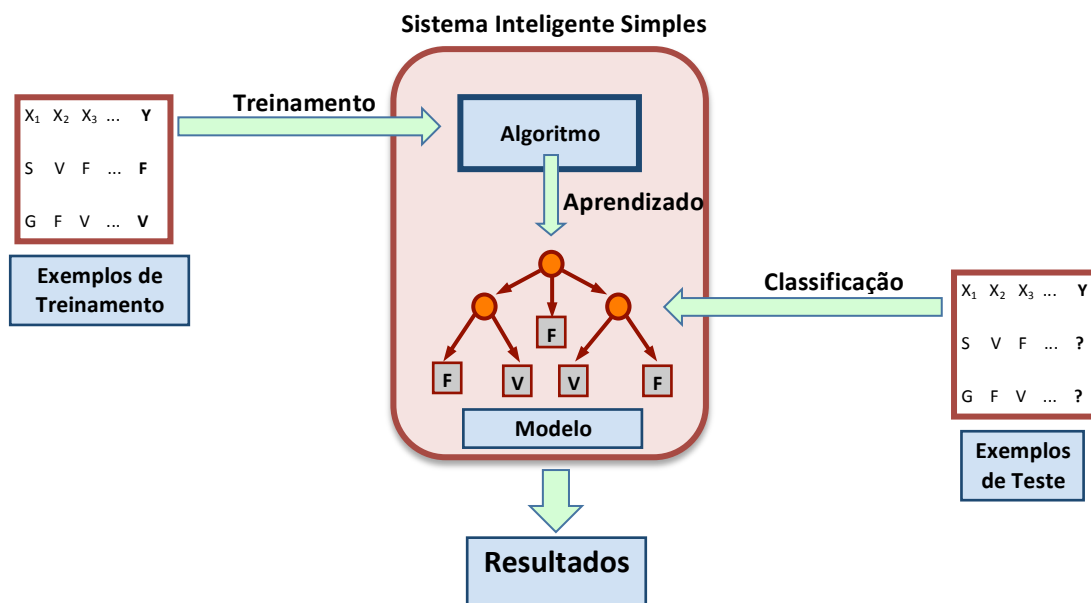 Sistema Inteligente Simples
Treinamento
X₁ X₂ X₃ ... Y
S V F ... F
G F V ... V
Exemplos de
Treinamento
Algoritmo
Aprendizado
F
F V V F
Modelo
Classificação
X₁ X₂ X₃ ... Y
S V F ... ?
G F V ... ?
Exemplos
de Teste
Resultados